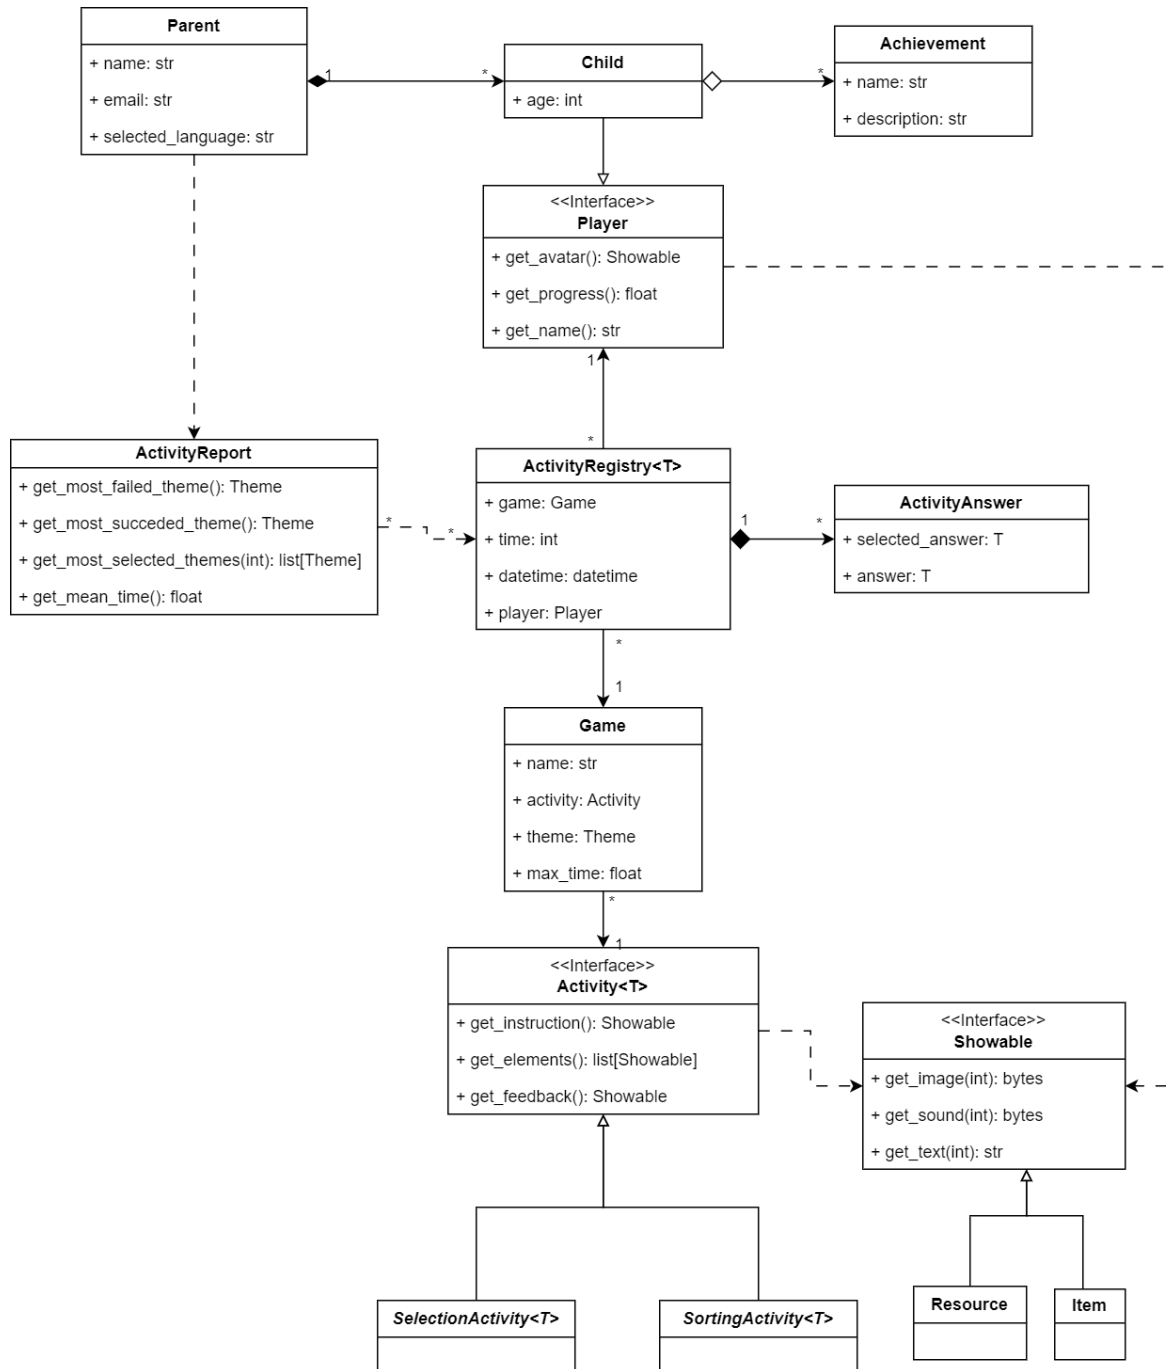 Parent
+ name: str
+ email: str
+ selected_language: str
1
*
Child
+ age: int
*
Achievement
+ name: str
+ description: str
<<Interface>>
Player
+ get_avatar(): Showable
+ get_progress(): float
+ get_name(): str
1
*
ActivityReport
+ get_most_failed_theme(): Theme
+ get_most_succeded_theme(): Theme
+ get_most_selected_themes(int): list[Theme]
+ get_mean_time(): float
*
*
ActivityRegistry<T>
+ game: Game
+ time: int
+ datetime: datetime
+ player: Player
1
*
ActivityAnswer
+ selected_answer: T
+ answer: T
*
1
Game
+ name: str
+ activity: Activity
+ theme: Theme
+ max_time: float
*
1
<<Interface>>
Activity<T>
+ get_instruction(): Showable
+ get_elements(): list[Showable]
+ get_feedback(): Showable
<<Interface>>
Showable
+ get_image(int): bytes
+ get_sound(int): bytes
+ get_text(int): str
SelectionActivity<T>
SortingActivity<T>
Resource
Item